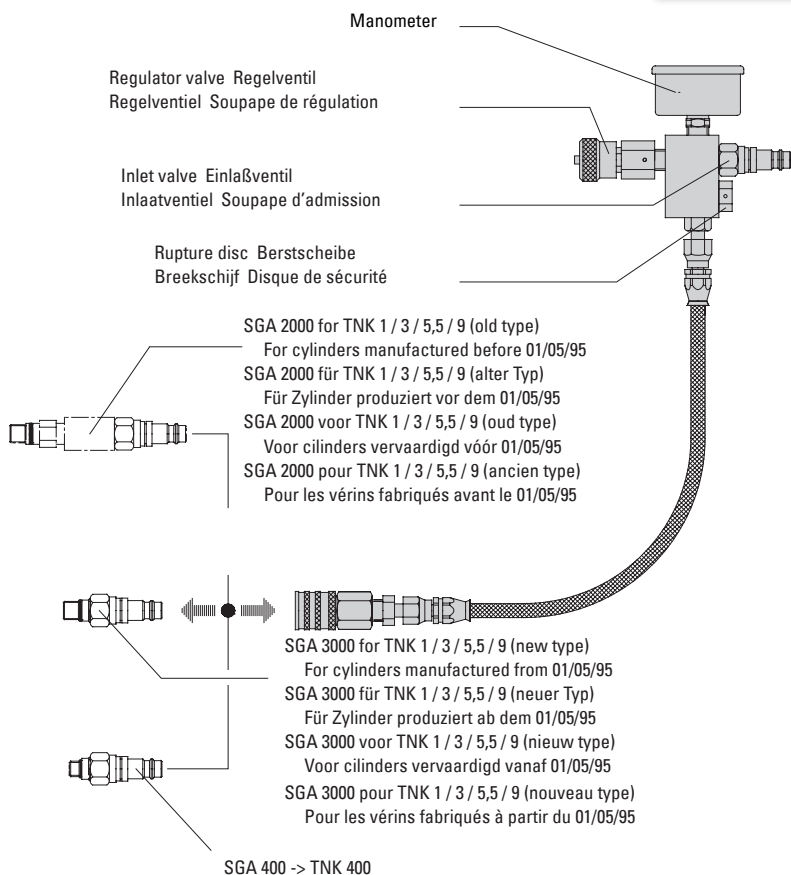 Manometer
Regulator valve Regelventil
Regelventiel Soupape de régulation
Inlet valve Einlaßventil
Inlaatventiel Soupape d'admission
Rupture disc Berstscheibe
Breekschijf Disque de sécurité
SGA 2000 for TNK 1 / 3 / 5,5 / 9 (old type)
For cylinders manufactured before 01/05/95
SGA 2000 für TNK 1 / 3 / 5,5 / 9 (alter Typ)
Für Zylinder produziert vor dem 01/05/95
SGA 2000 voor TNK 1 / 3 / 5,5 / 9 (oud type)
Voor cilinders vervaardigd vóór 01/05/95
SGA 2000 pour TNK 1 / 3 / 5,5 / 9 (ancien type)
Pour les vérins fabriqués avant le 01/05/95
SGA 3000 for TNK 1 / 3 / 5,5 / 9 (new type)
For cylinders manufactured from 01/05/95
SGA 3000 für TNK 1 / 3 / 5,5 / 9 (neuer Typ)
Für Zylinder produziert ab dem 01/05/95
SGA 3000 voor TNK 1 / 3 / 5,5 / 9 (nieuw type)
Voor cilinders vervaardigd vanaf 01/05/95
SGA 3000 pour TNK 1 / 3 / 5,5 / 9 (nouveau type)
Pour les vérins fabriqués à partir du 01/05/95
SGA 400 -> TNK 400